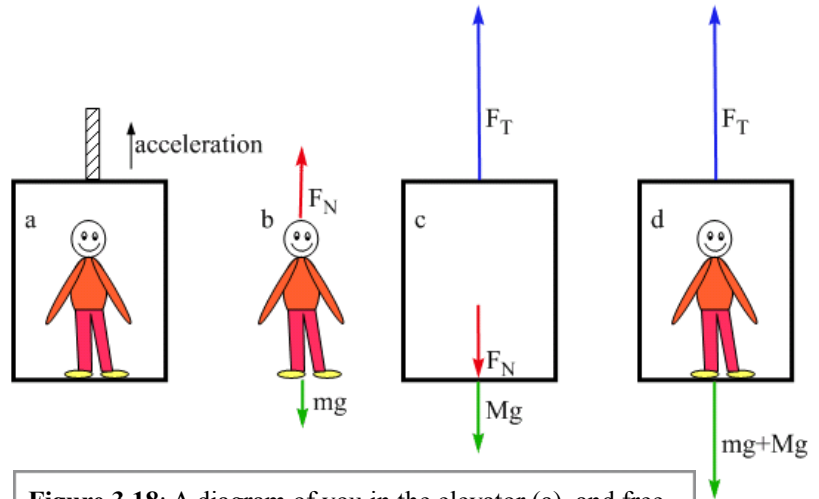 acceleration
a
b
F_N
mg
c
F_T
F_N
Mg
d
F_T
mg+Mg
Figure 3.18: A diagram of you in the elevator (a), and free